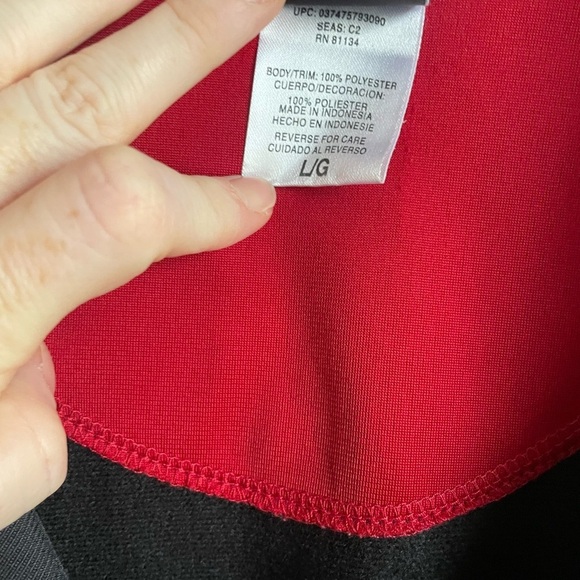 UPC: 037475793090
SEAS: C2
RN 81134
BODY/TRIM: 100% POLYESTER
CUERPO/DECORACION:
100% POLIESTER
MADE IN INDONESIA
HECHO EN INDONESIA
REVERSE FOR CARE
CUIDADO AL REVERSO
L/G